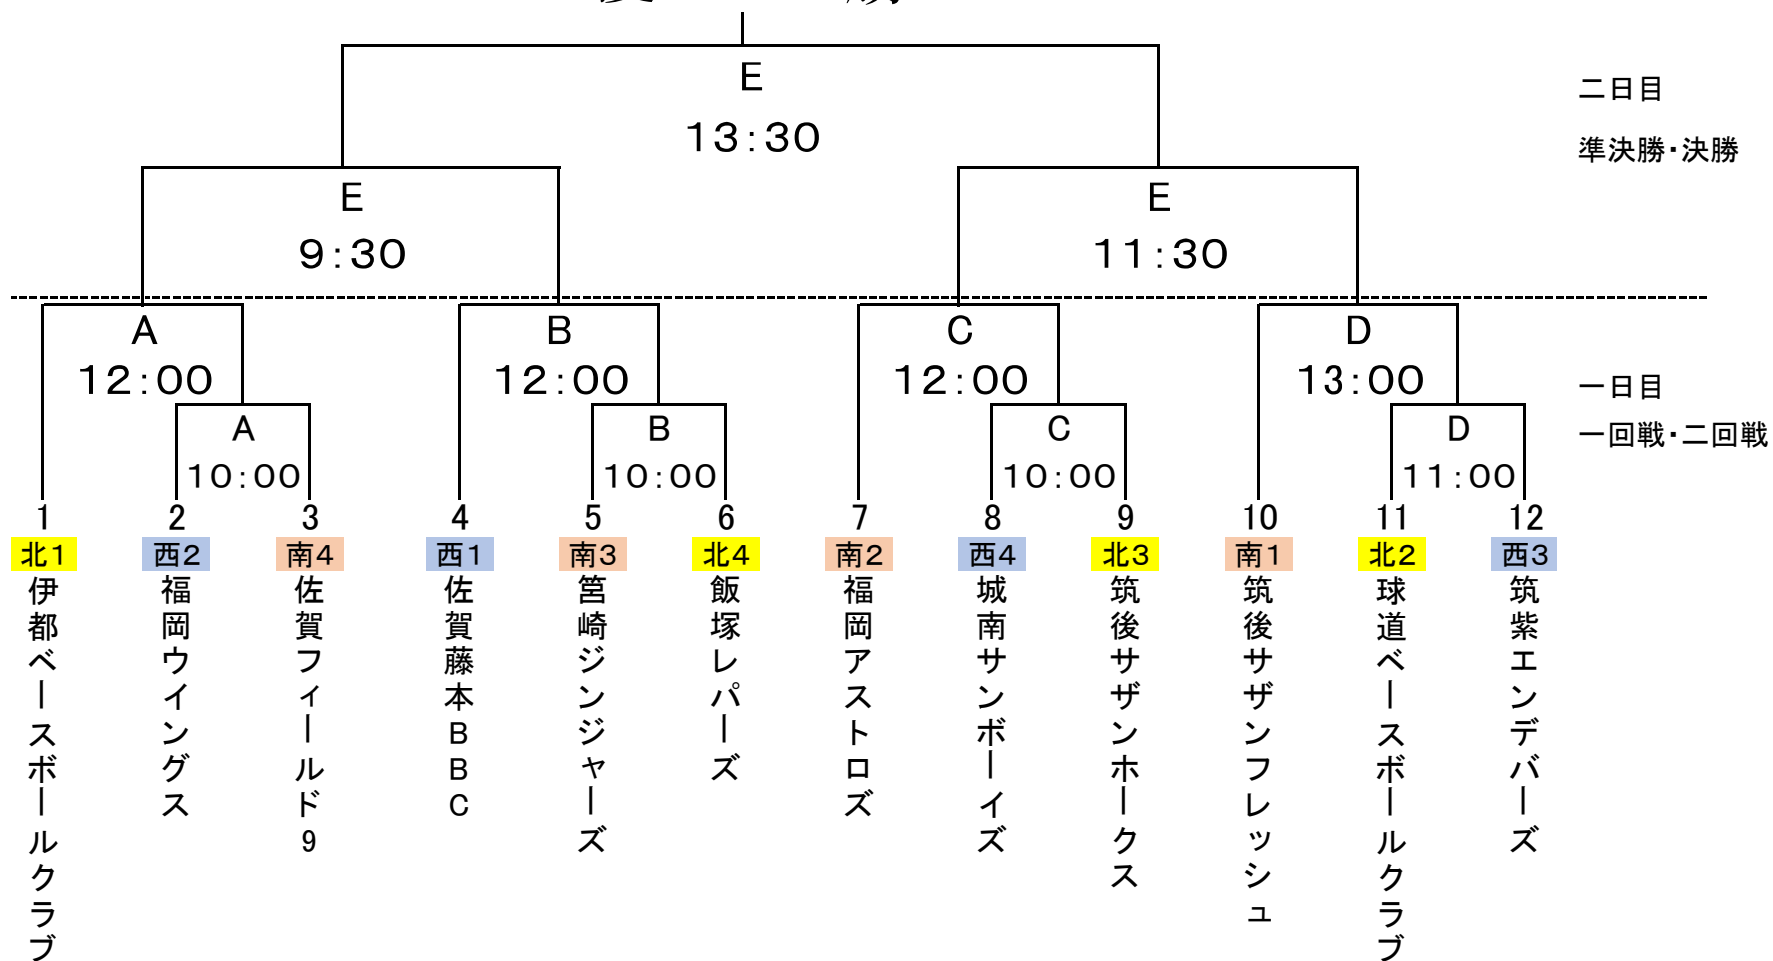 E
13:30
二日目
準決勝・決勝
E
9:30
E
11:30
A
12:00
B
12:00
C
12:00
D
13:00
一日目
一回戦・二回戦
A
10:00
B
10:00
C
10:00
D
11:00
1
2
3
4
5
6
7
8
9
10
11
12
北1
西2
南4
西1
南3
北4
南2
西4
北3
南1
北2
西3
伊都ベースボールクラブ
福岡ウイングス
佐賀フィールド9
佐賀藤本BBC
筥崎ジンジャーズ
飯塚レパーズ
福岡アストロズ
城南サンボーイズ
筑後サザンホークス
筑後サザンフレッシュ
球道ベースボールクラブ
筑紫エンデバーズ